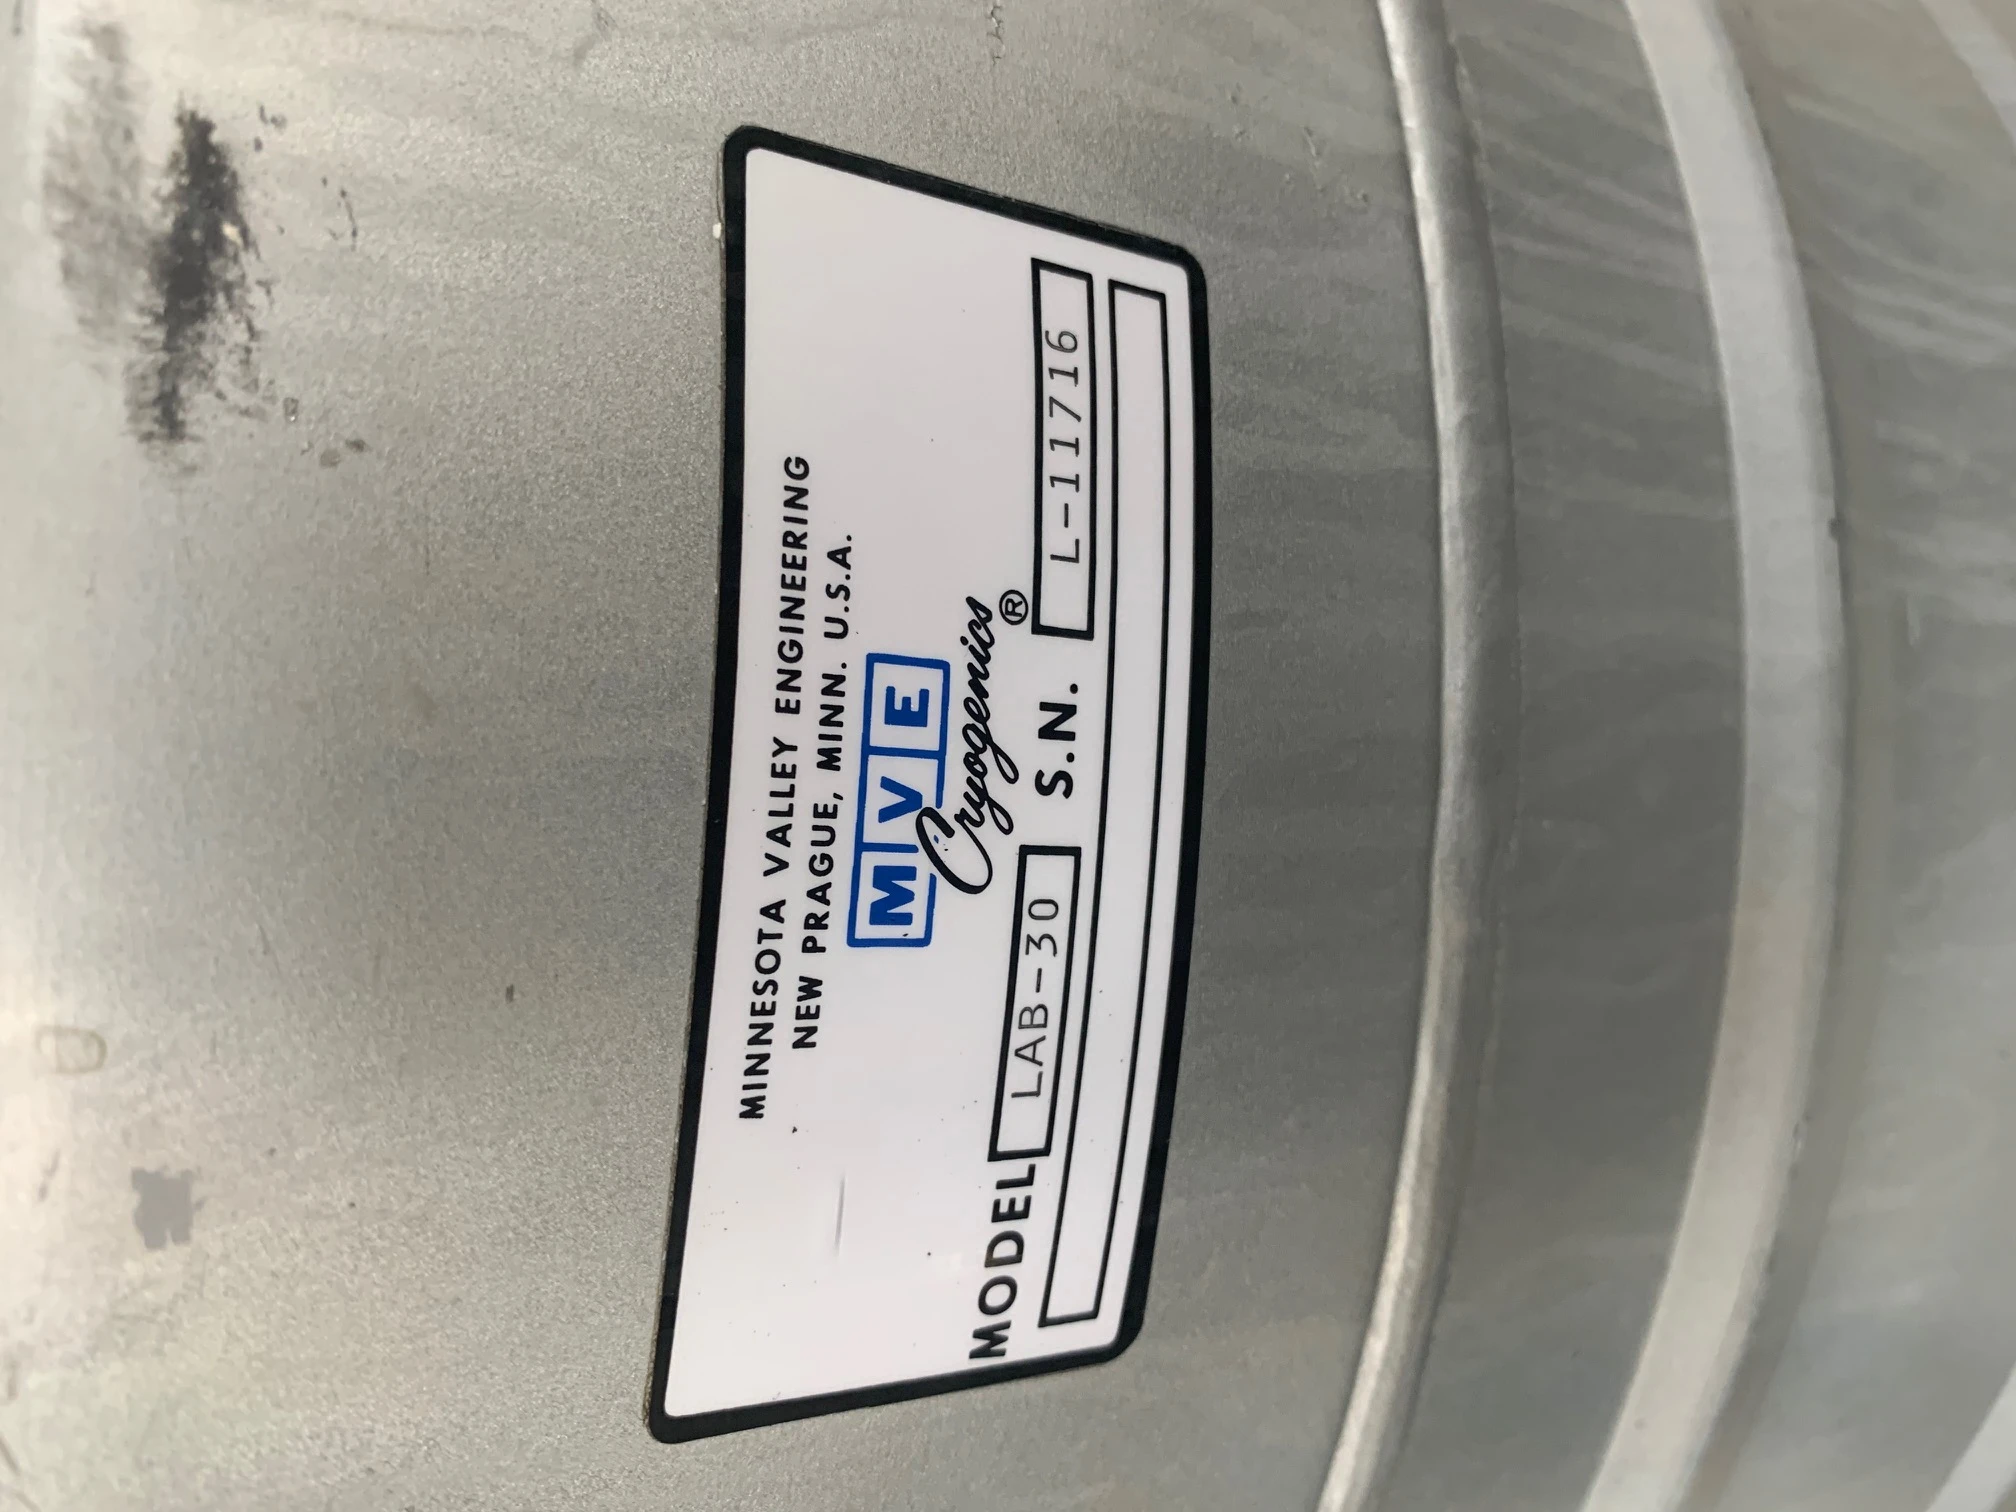 MINNESOTA VALLEY ENGINEERING
NEW PRAGUE, MINN. U.S.A.
MVE
Cryogenics®
MODEL LAB-30 S.N. L-11716